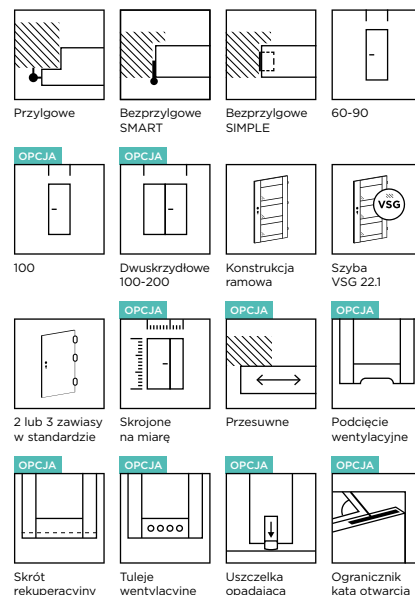 Przylgowe
Bezprzylgowe
SMART
Bezprzylgowe
SIMPLE
60-90
OPCJA
100
OPCJA
Dwuskrzydłowe
100-200
Konstrukcja
ramowa
VSG
Szyba
VSG 22.1
2 lub 3 zawiasy
w standardzie
OPCJA
Skrojone
na miarę
OPCJA
Przesuwne
OPCJA
Podcięcie
wentylacyjne
OPCJA
Skrót
rekuperacyjny
OPCJA
Tuleje
wentylacyjne
OPCJA
Uszczelka
opadająca
OPCJA
Ogranicznik
kąta otwarcia